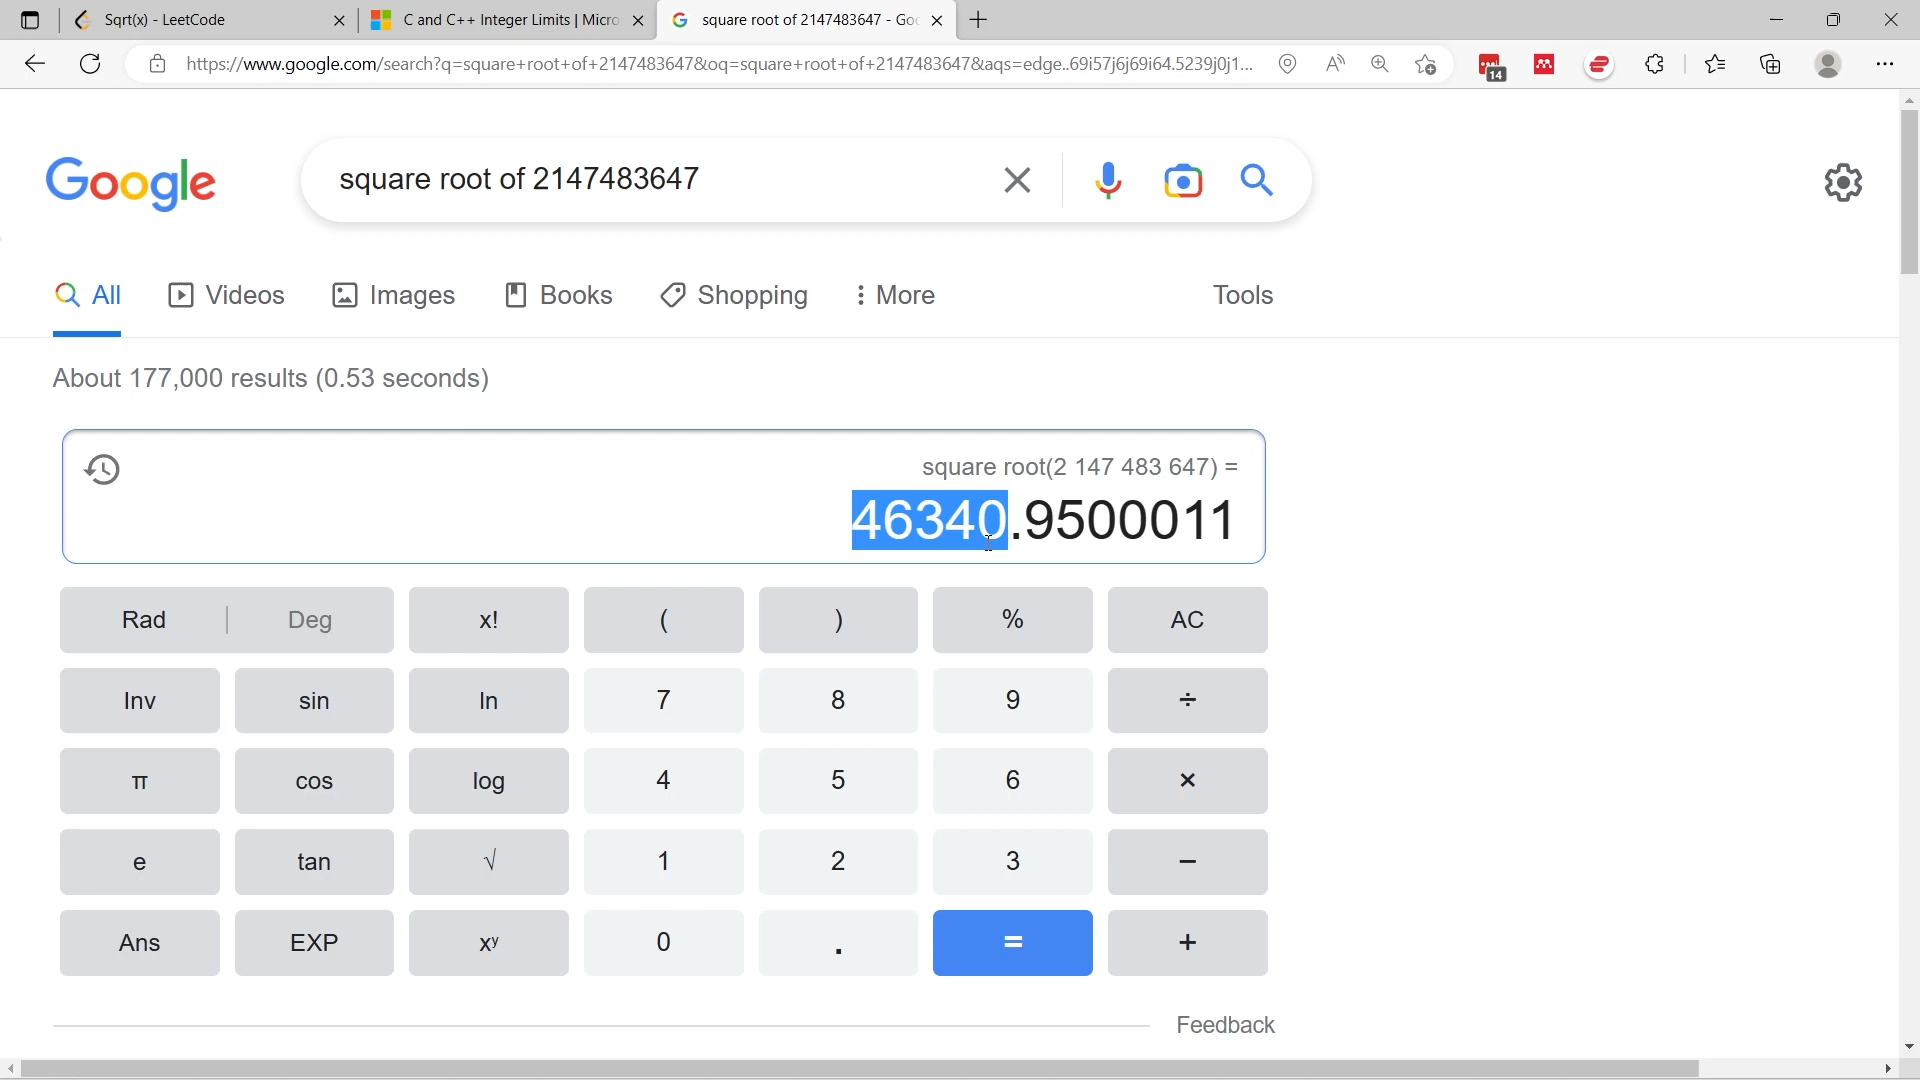 Sqrt(x) - LeetCode
C and C++ Integer Limits | Micro
square root of 2147483647 - Goo
https://www.google.com/search?q=square+root+of+2147483647&oq=square+root+of+2147483647&aqs=edge..69i57j6j69i64.5239j0j1...
14
Google
square root of 2147483647
All
Videos
Images
Books
Shopping
More
Tools
About 177,000 results (0.53 seconds)
square root(2 147 483 647) =
46340.9500011
Rad Deg x! ( ) % AC
Inv sin ln 7 8 9 ÷
π cos log 4 5 6 ×
e tan √ 1 2 3 −
Ans EXP xʸ 0 . = +
Feedback